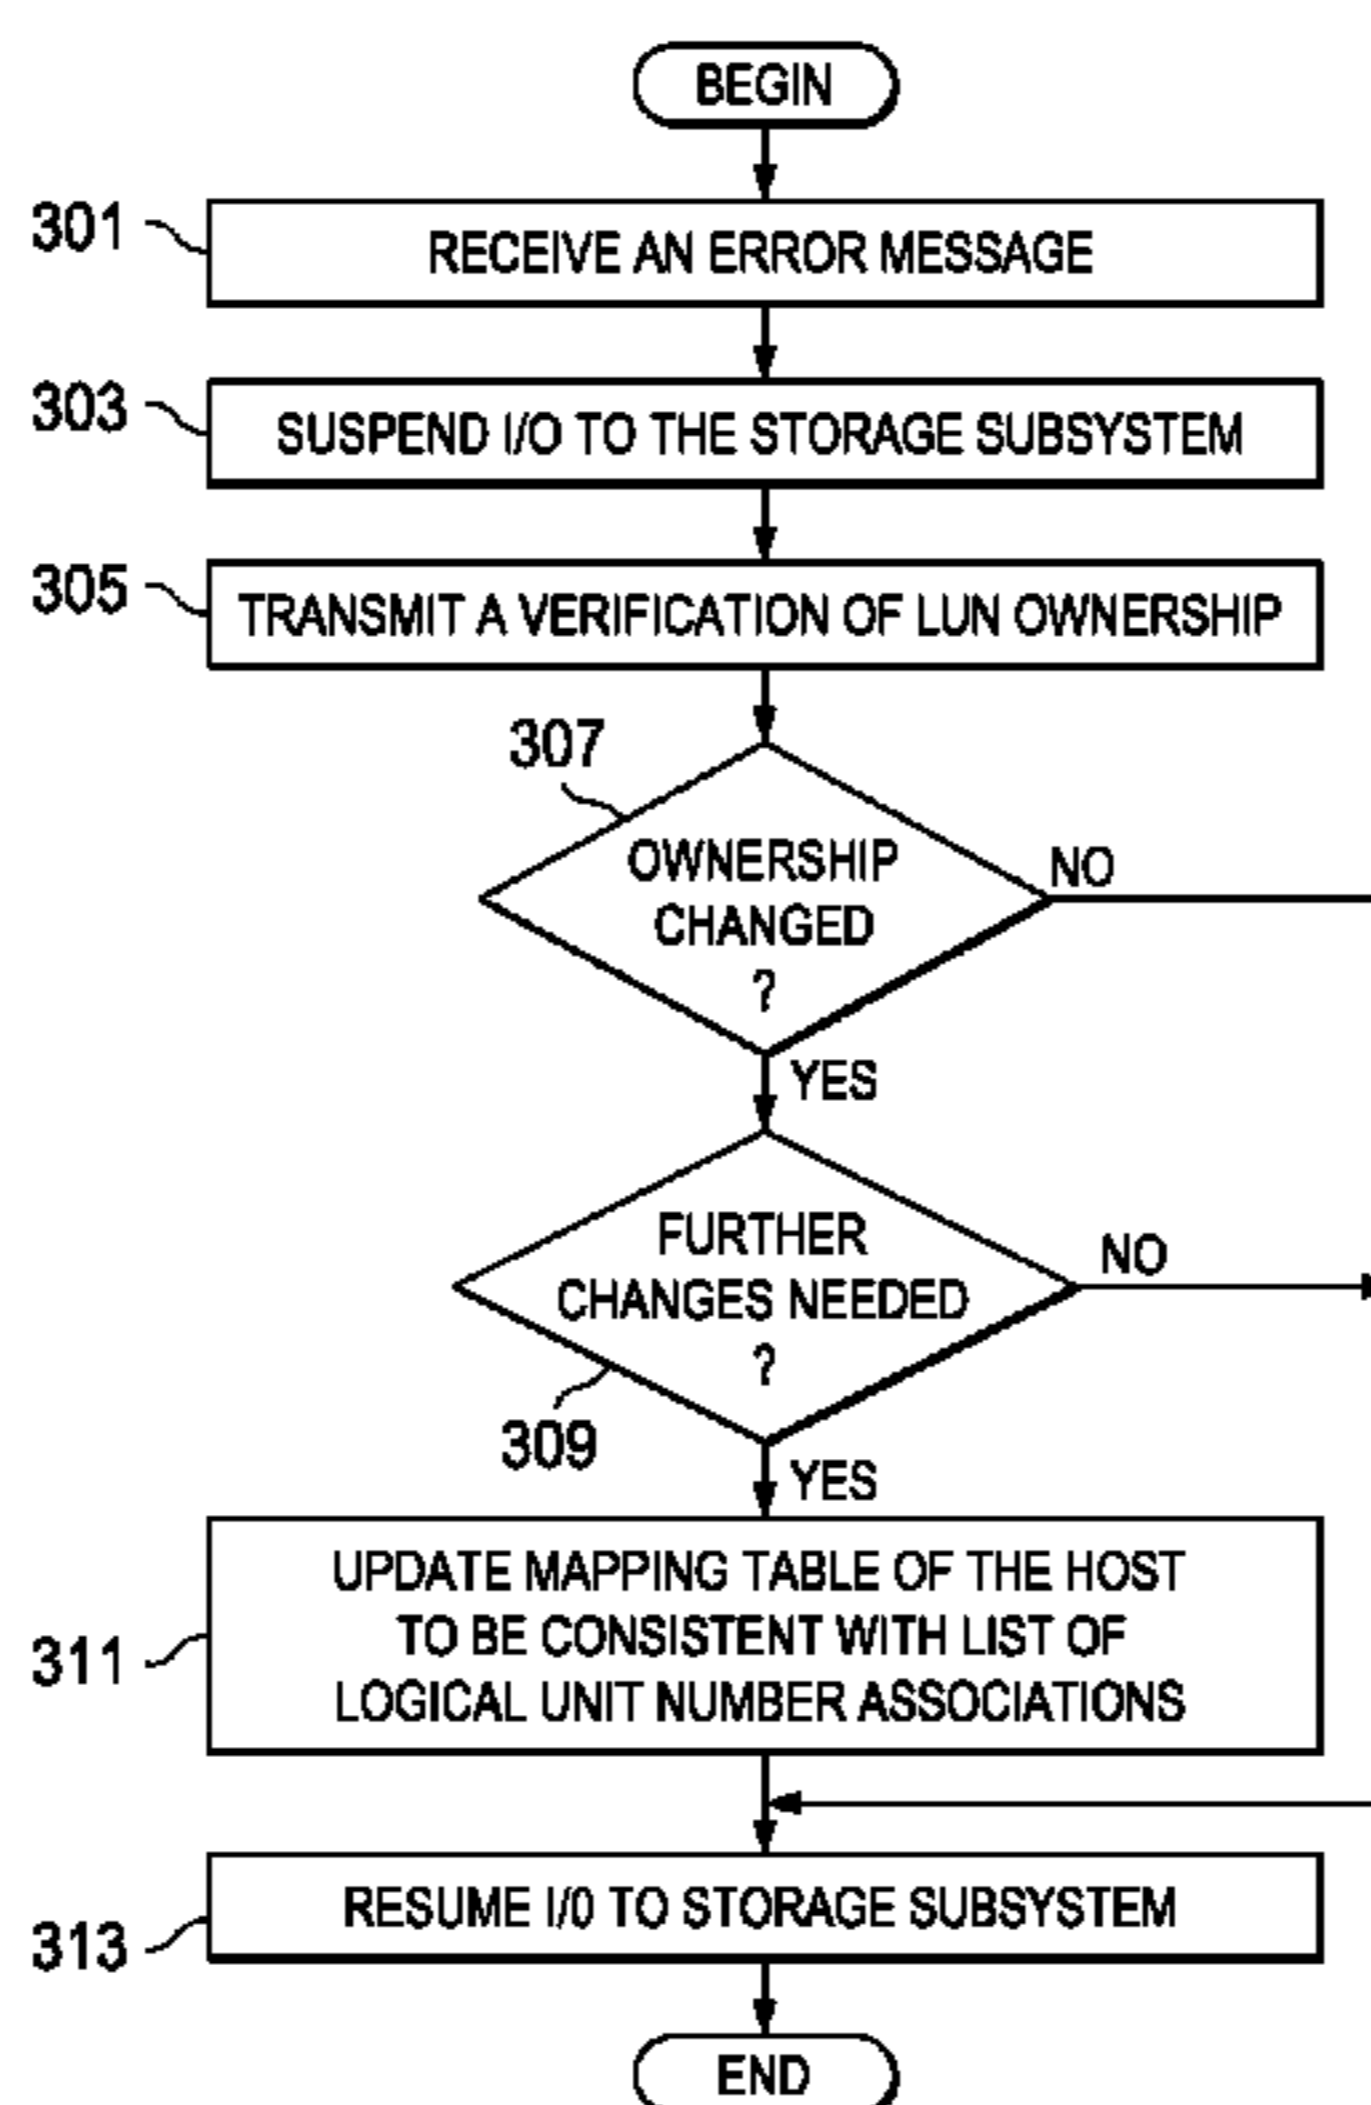 BEGIN
301
RECEIVE AN ERROR MESSAGE
303
SUSPEND I/O TO THE STORAGE SUBSYSTEM
305
TRANSMIT A VERIFICATION OF LUN OWNERSHIP
307
OWNERSHIP
CHANGED
?
NO
YES
FURTHER
CHANGES NEEDED
?
NO
309
YES
311
UPDATE MAPPING TABLE OF THE HOST
TO BE CONSISTENT WITH LIST OF
LOGICAL UNIT NUMBER ASSOCIATIONS
313
RESUME I/0 TO STORAGE SUBSYSTEM
END